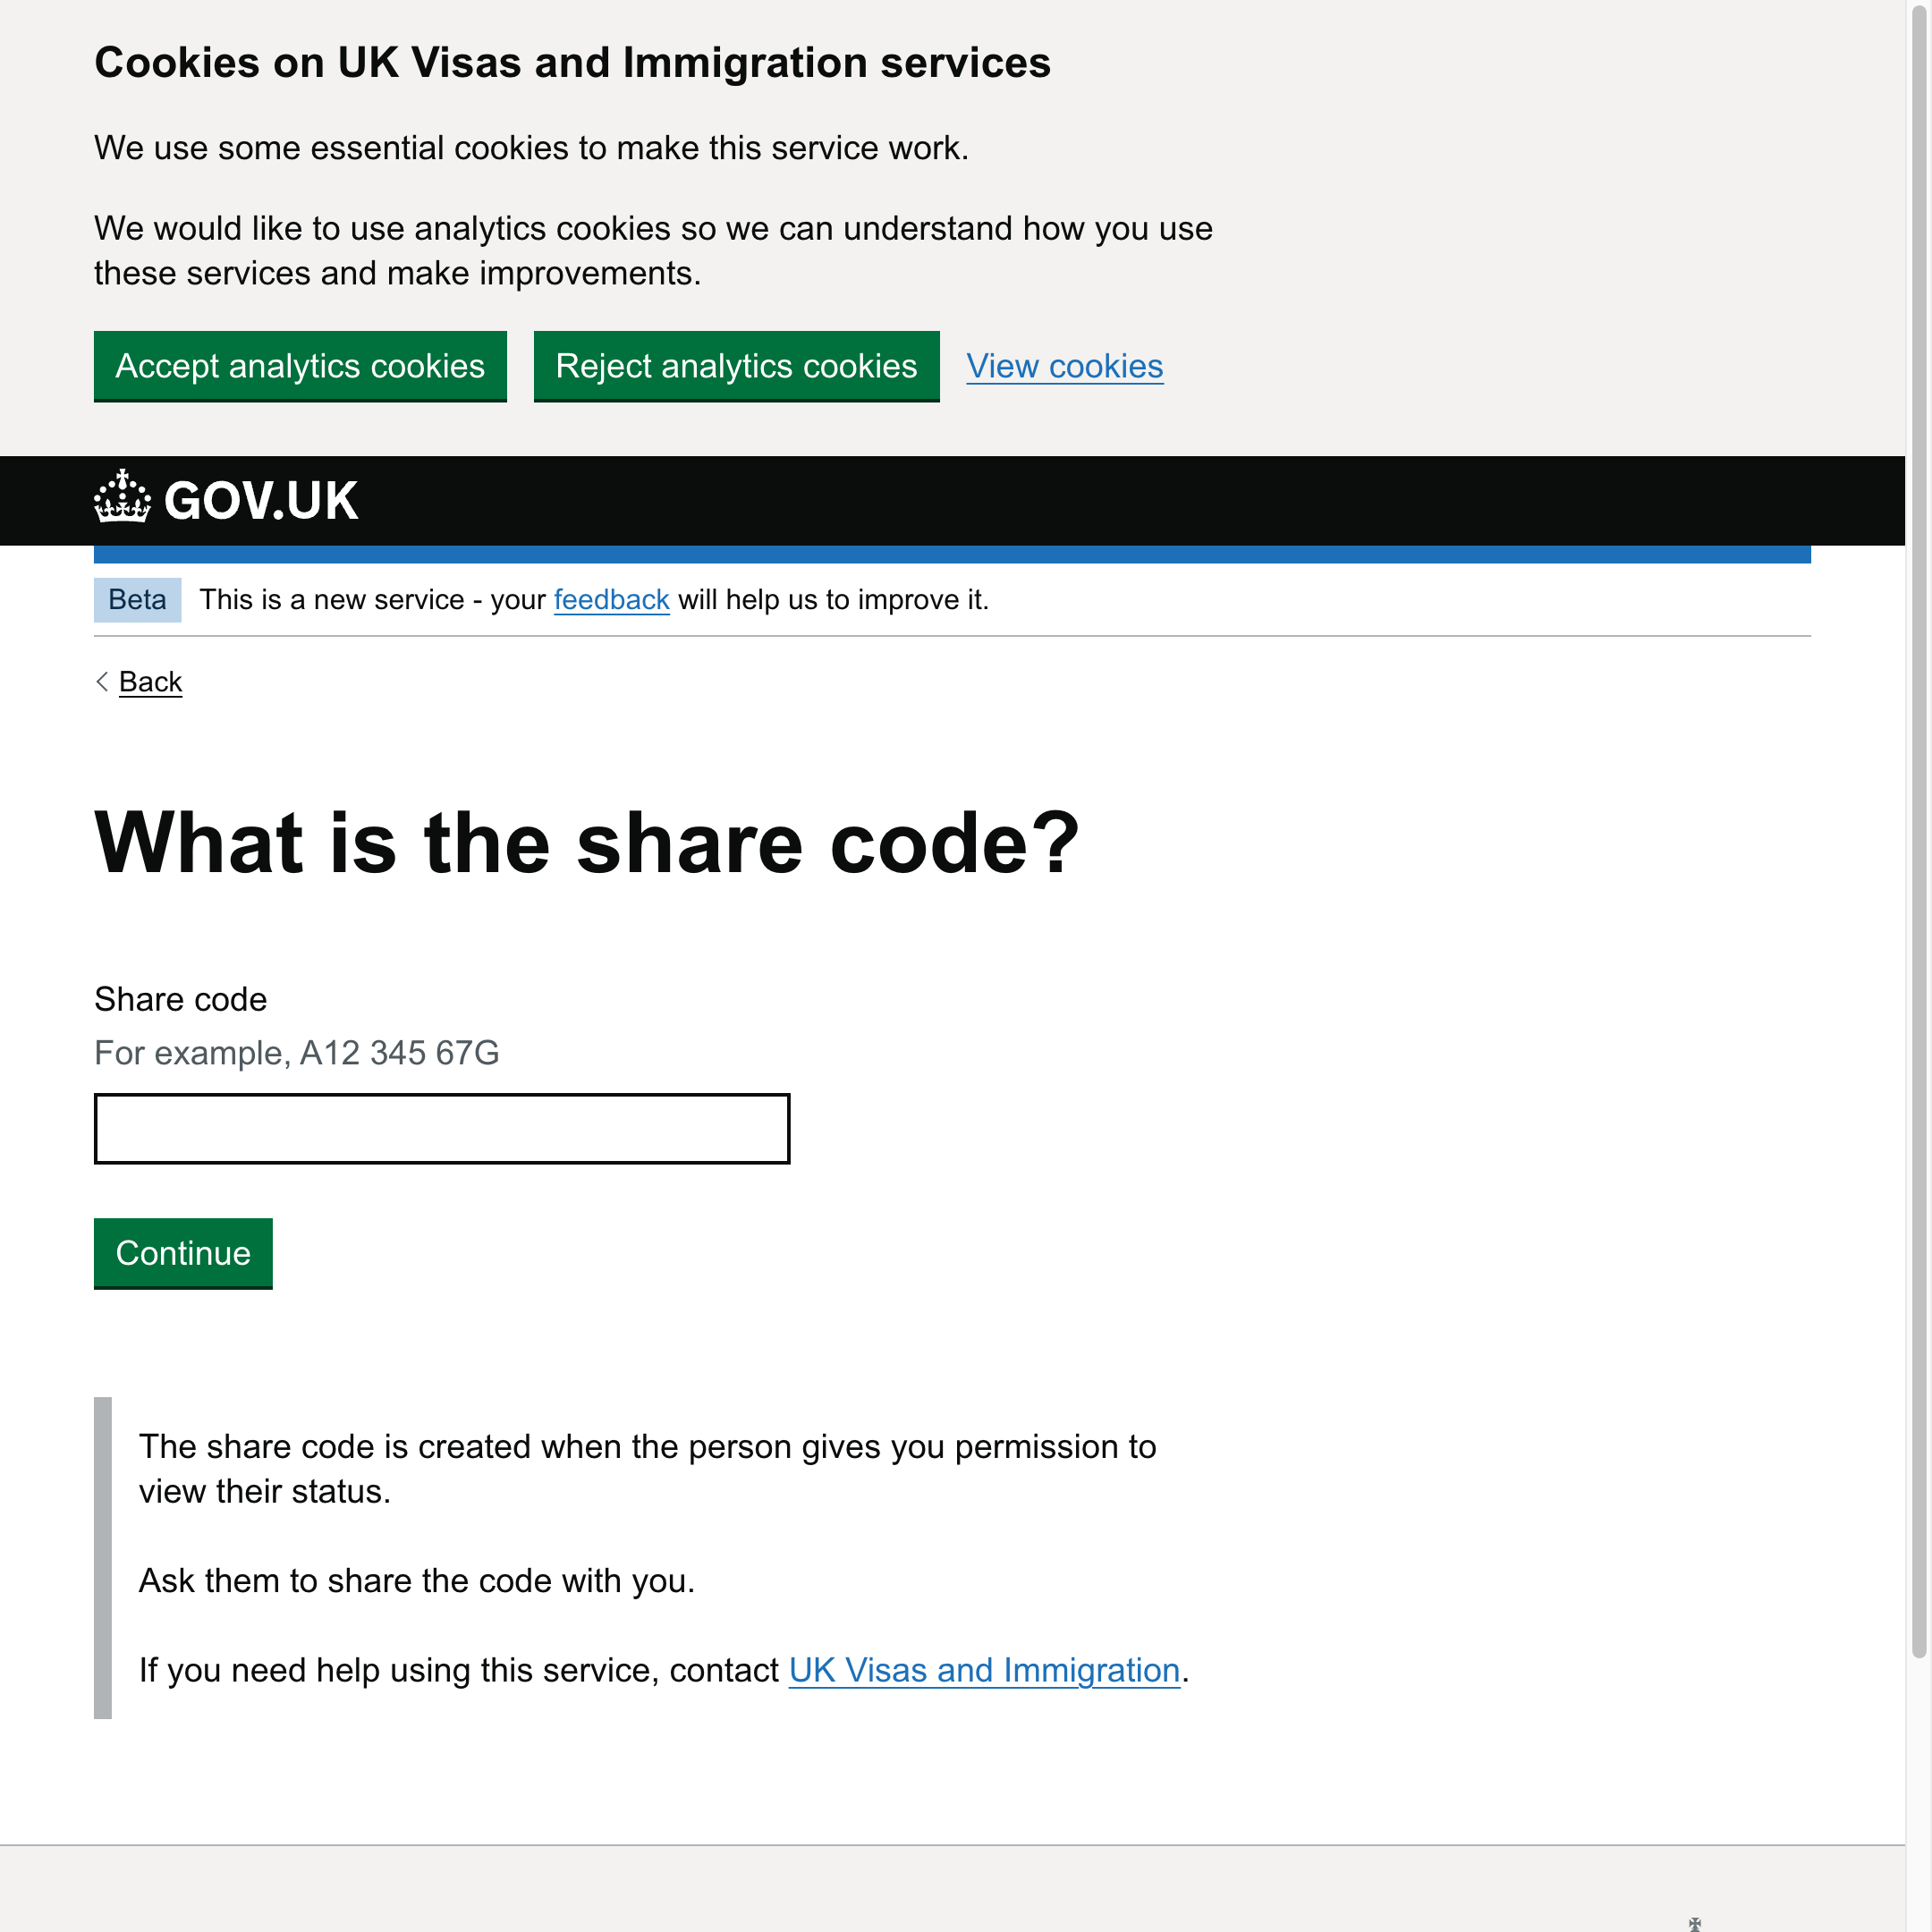 Cookies on UK Visas and Immigration services
We use some essential cookies to make this service work.
We would like to use analytics cookies so we can understand how you use
these services and make improvements.
Accept analytics cookies Reject analytics cookies View cookies
GOV.UK
Beta This is a new service - your feedback will help us to improve it.
Back
What is the share code?
Share code
For example, A12 345 67G
Continue
The share code is created when the person gives you permission to
view their status.
Ask them to share the code with you.
If you need help using this service, contact UK Visas and Immigration.